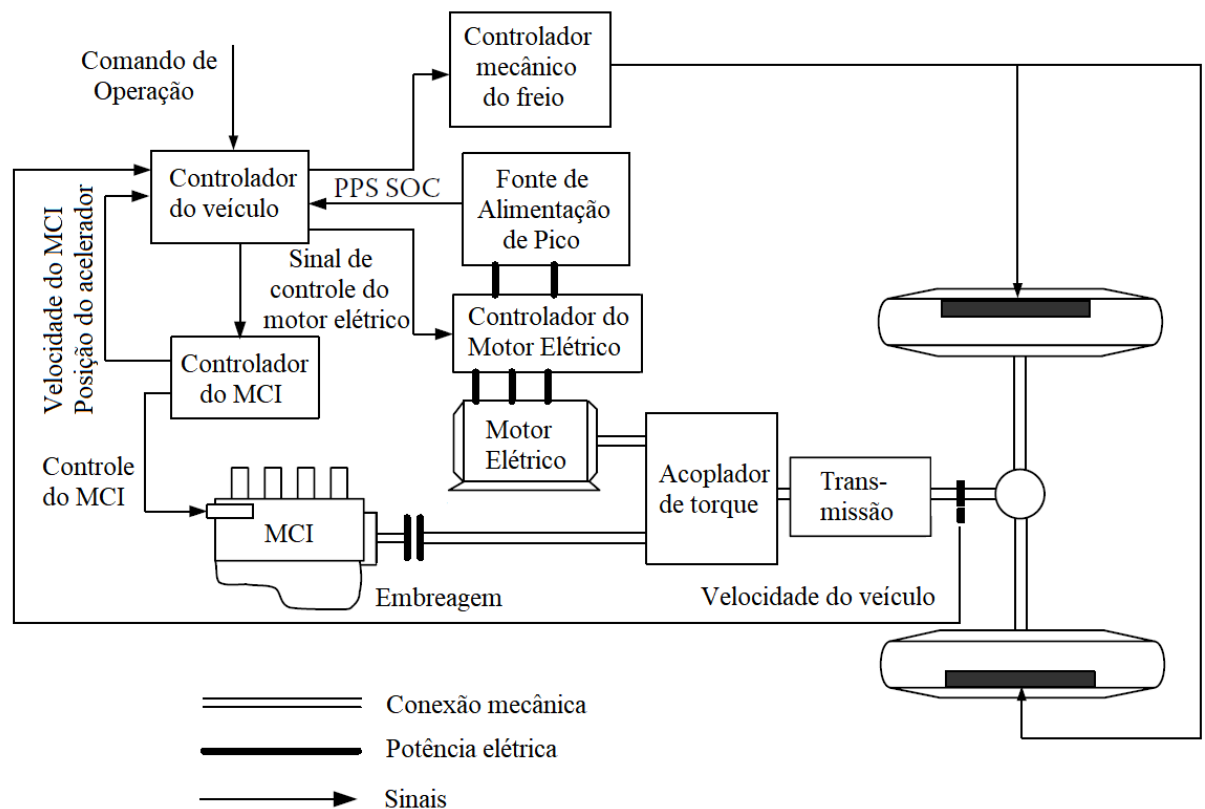 Comando de
Operação
Controlador
mecânico
do freio
Controlador
do veículo
PPS SOC
Fonte de
Alimentação
de Pico
Velocidade do MCI
Posição do acelerador
Sinal de
controle do
motor elétrico
Controlador do
Motor Elétrico
Controlador
do MCI
Motor
Elétrico
Controle
do MCI
MCI
Embreagem
Acoplador
de torque
Trans-
missão
Velocidade do veículo
Conexão mecânica
Potência elétrica
Sinais